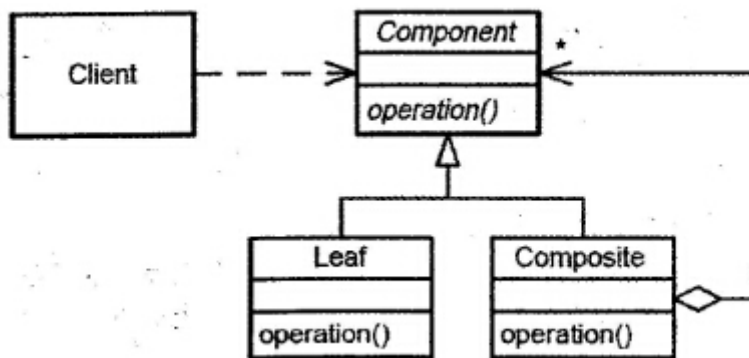 Component
*
Client
operation()
Leaf
Composite
operation()
operation()